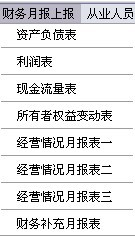 财务月报上报 从业人员
资产负债表
利润表
现金流量表
所有者权益变动表
经营情况月报表一
经营情况月报表二
经营情况月报表三
财务补充月报表